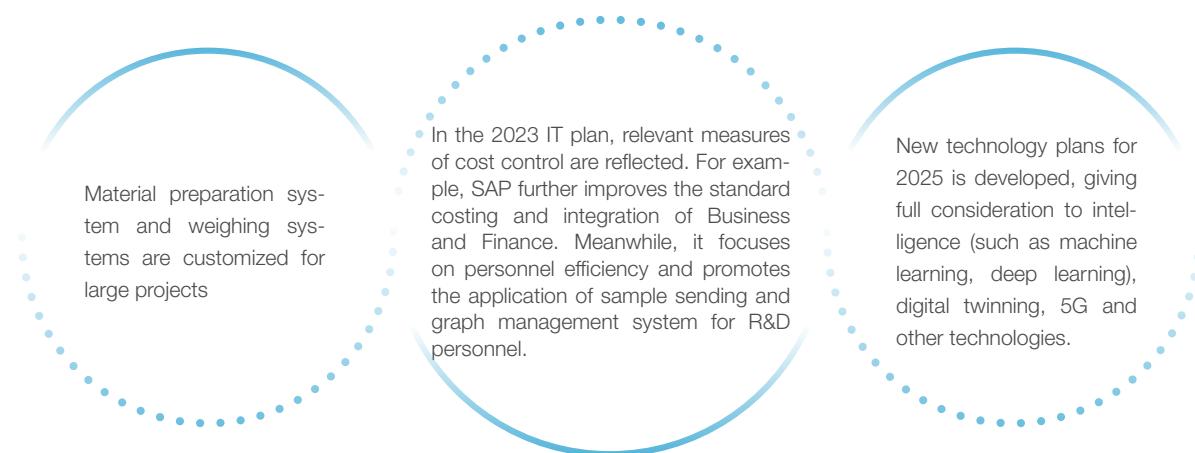 Material preparation sys-
tem and weighing sys-
tems are customized for
large projects
In the 2023 IT plan, relevant measures
of cost control are reflected. For exam-
ple, SAP further improves the standard
costing and integration of Business
and Finance. Meanwhile, it focuses
on personnel efficiency and promotes
the application of sample sending and
graph management system for R&D
personnel.
New technology plans for
2025 is developed, giving
full consideration to intel-
ligence (such as machine
learning, deep learning),
digital twinning, 5G and
other technologies.